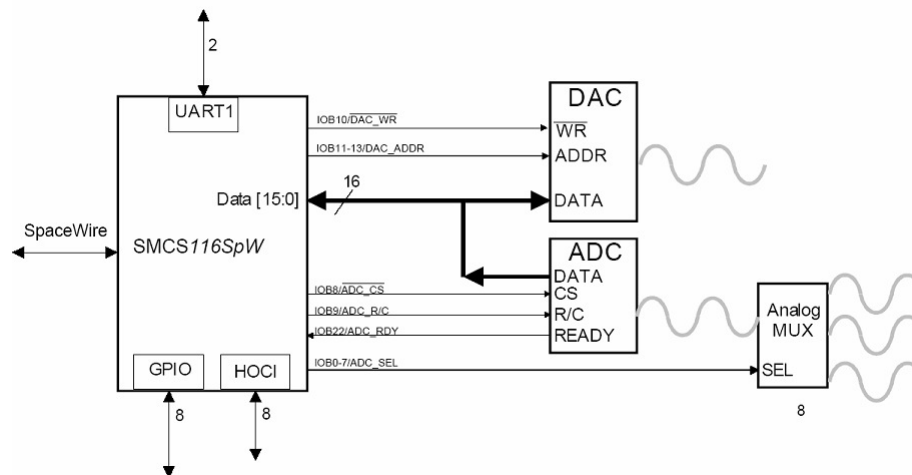 2
UART1
DAC
IOB10/DAC_WR
WR
IOB11-13/DAC_ADDR
ADDR
16
Data [15:0]
DATA
SpaceWire
SMCS116SpW
ADC
DATA
IOB8/ADC_CS
CS
IOB9/ADC_R/C
R/C
IOB22/ADC_RDY
READY
Analog
MUX
GPIO
HOCI
IOB0-7/ADC_SEL
SEL
8
8
8